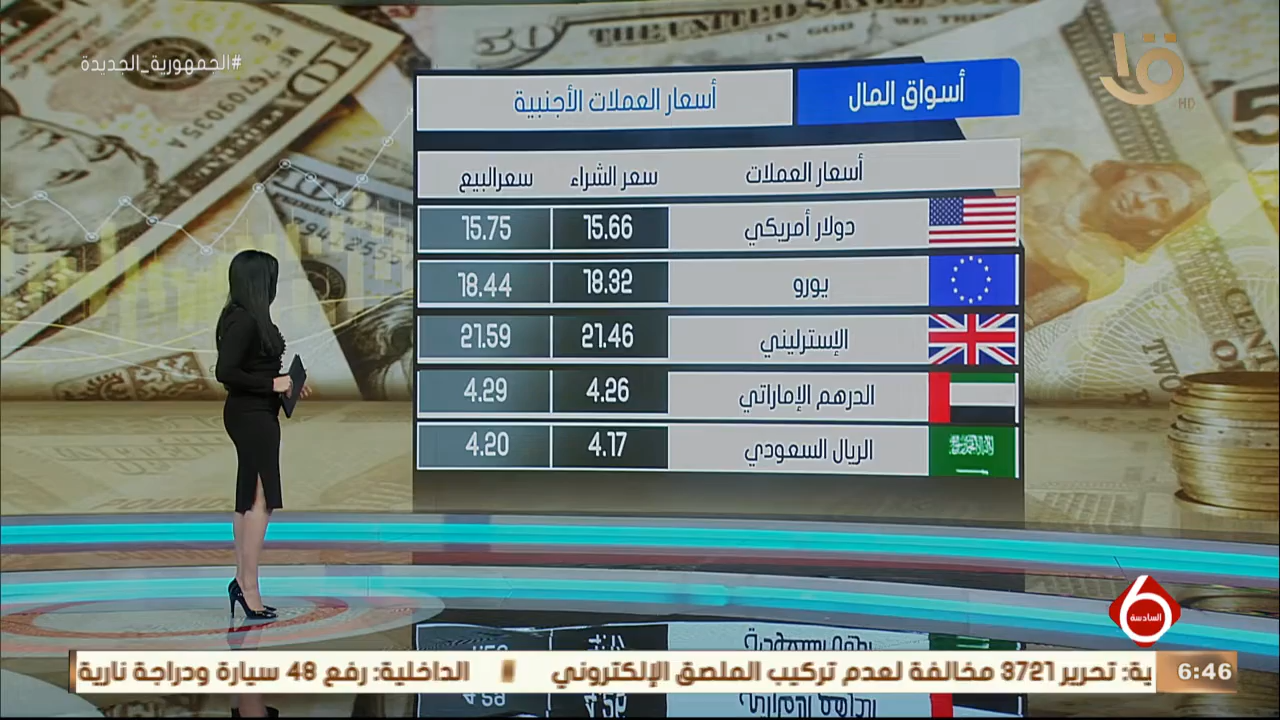 #الجمهورية_الجديدة
HD
أسواق المال
أسعار العملات الأجنبية
أسعار العملات سعر الشراء سعرالبيع
دولار أمريكي 15.66 15.75
يورو 18.32 18.44
الإسترليني 21.46 21.59
الدرهم الإماراتي 4.26 4.29
الريال السعودي 4.17 4.20
6
السادسة
6:46
ية: تحرير 3721 مخالفة لعدم تركيب الملصق الإلكتروني
الداخلية: رفع 48 سيارة ودراجة نارية